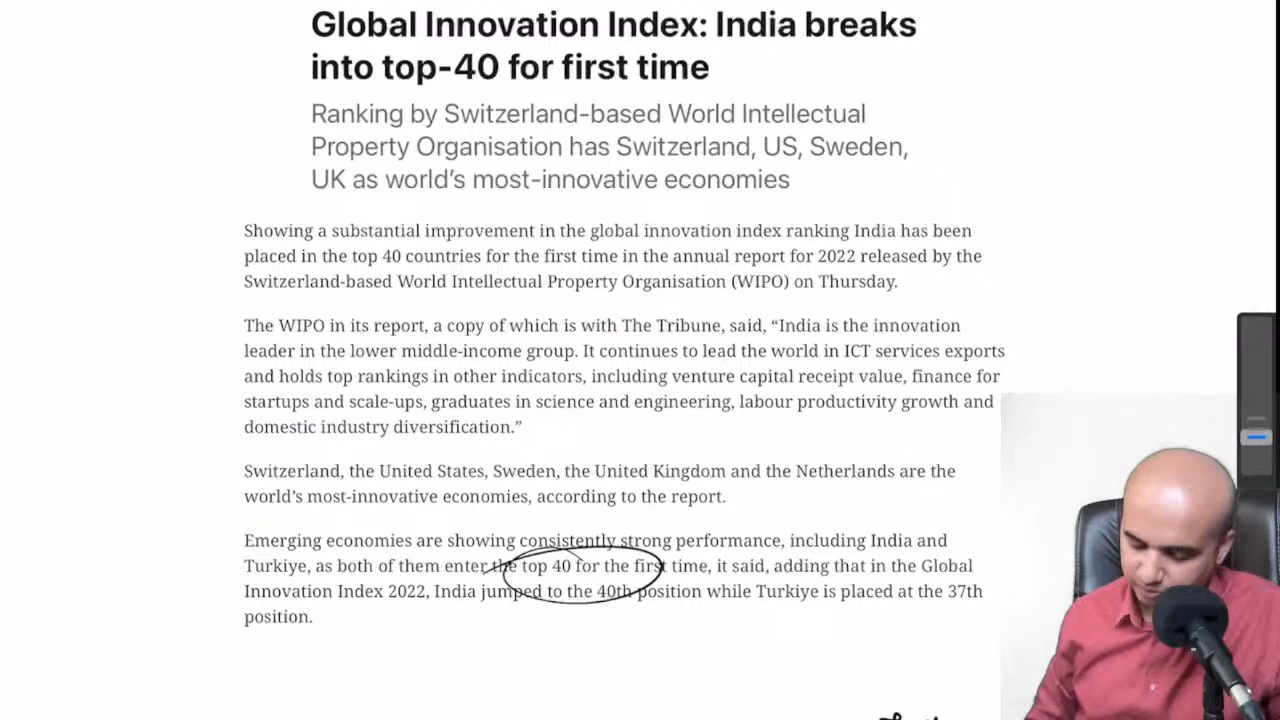 Global Innovation Index: India breaks
into top-40 for first time
Ranking by Switzerland-based World Intellectual
Property Organisation has Switzerland, US, Sweden,
UK as world’s most-innovative economies
Showing a substantial improvement in the global innovation index ranking India has been
placed in the top 40 countries for the first time in the annual report for 2022 released by the
Switzerland-based World Intellectual Property Organisation (WIPO) on Thursday.
The WIPO in its report, a copy of which is with The Tribune, said, “India is the innovation
leader in the lower middle-income group. It continues to lead the world in ICT services exports
and holds top rankings in other indicators, including venture capital receipt value, finance for
startups and scale-ups, graduates in science and engineering, labour productivity growth and
domestic industry diversification.”
Switzerland, the United States, Sweden, the United Kingdom and the Netherlands are the
world’s most-innovative economies, according to the report.
Emerging economies are showing consistently strong performance, including India and
Turkiye, as both of them enter the top 40 for the first time, it said, adding that in the Global
Innovation Index 2022, India jumped to the 40th position while Turkiye is placed at the 37th
position.